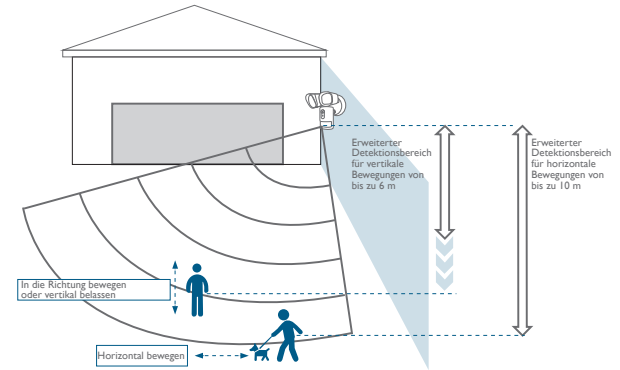 Erweiterter
Detektionsbereich
für vertikale
Bewegungen von
bis zu 6 m
Erweiterter
Detektionsbereich
für horizontale
Bewegungen von
bis zu 10 m
In die Richtung bewegen
oder vertikal belassen
Horizontal bewegen